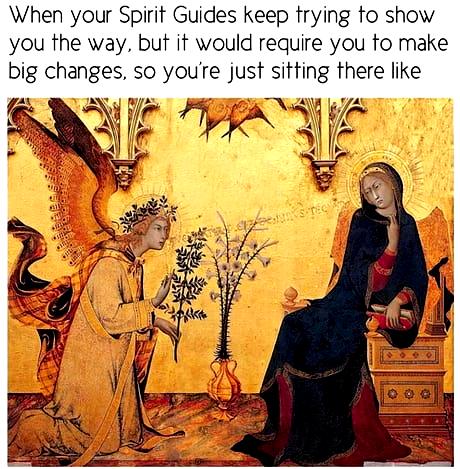 When your Spirit Guides keep trying to show
you the way, but it would require you to make
big changes, so you're just sitting there like